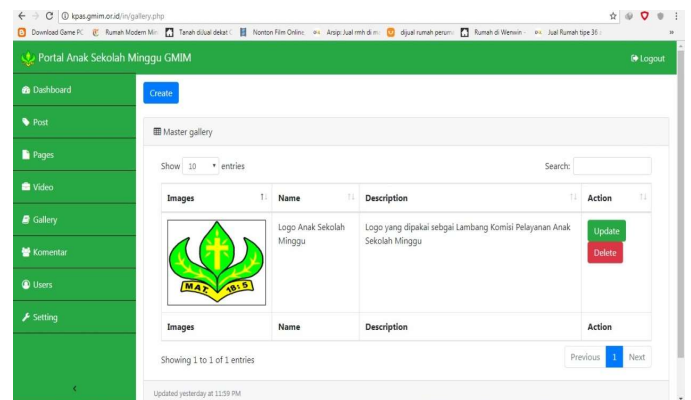 kpas.gmim.or.id/in/gallery.php
Download Game PC Rumah Modern Min Tanah diJual dekat Nonton Film Online Arsip: Jual rmh di m dijual rumah perum Rumah di Wenwin - Jual Rumah tipe 36
Portal Anak Sekolah Minggu GMIM Logout
Dashboard
Post
Pages
Video
Gallery
Komentar
Users
Setting
Create
Master gallery
Show 10 entries Search:
Images Name Description Action
MAT. 18:5
Logo Anak Sekolah
Minggu
Logo yang dipakai sebgai Lambang Komisi Pelayanan Anak
Sekolah Minggu
Update
Delete
Images Name Description Action
Showing 1 to 1 of 1 entries Previous 1 Next
Updated yesterday at 11:59 PM